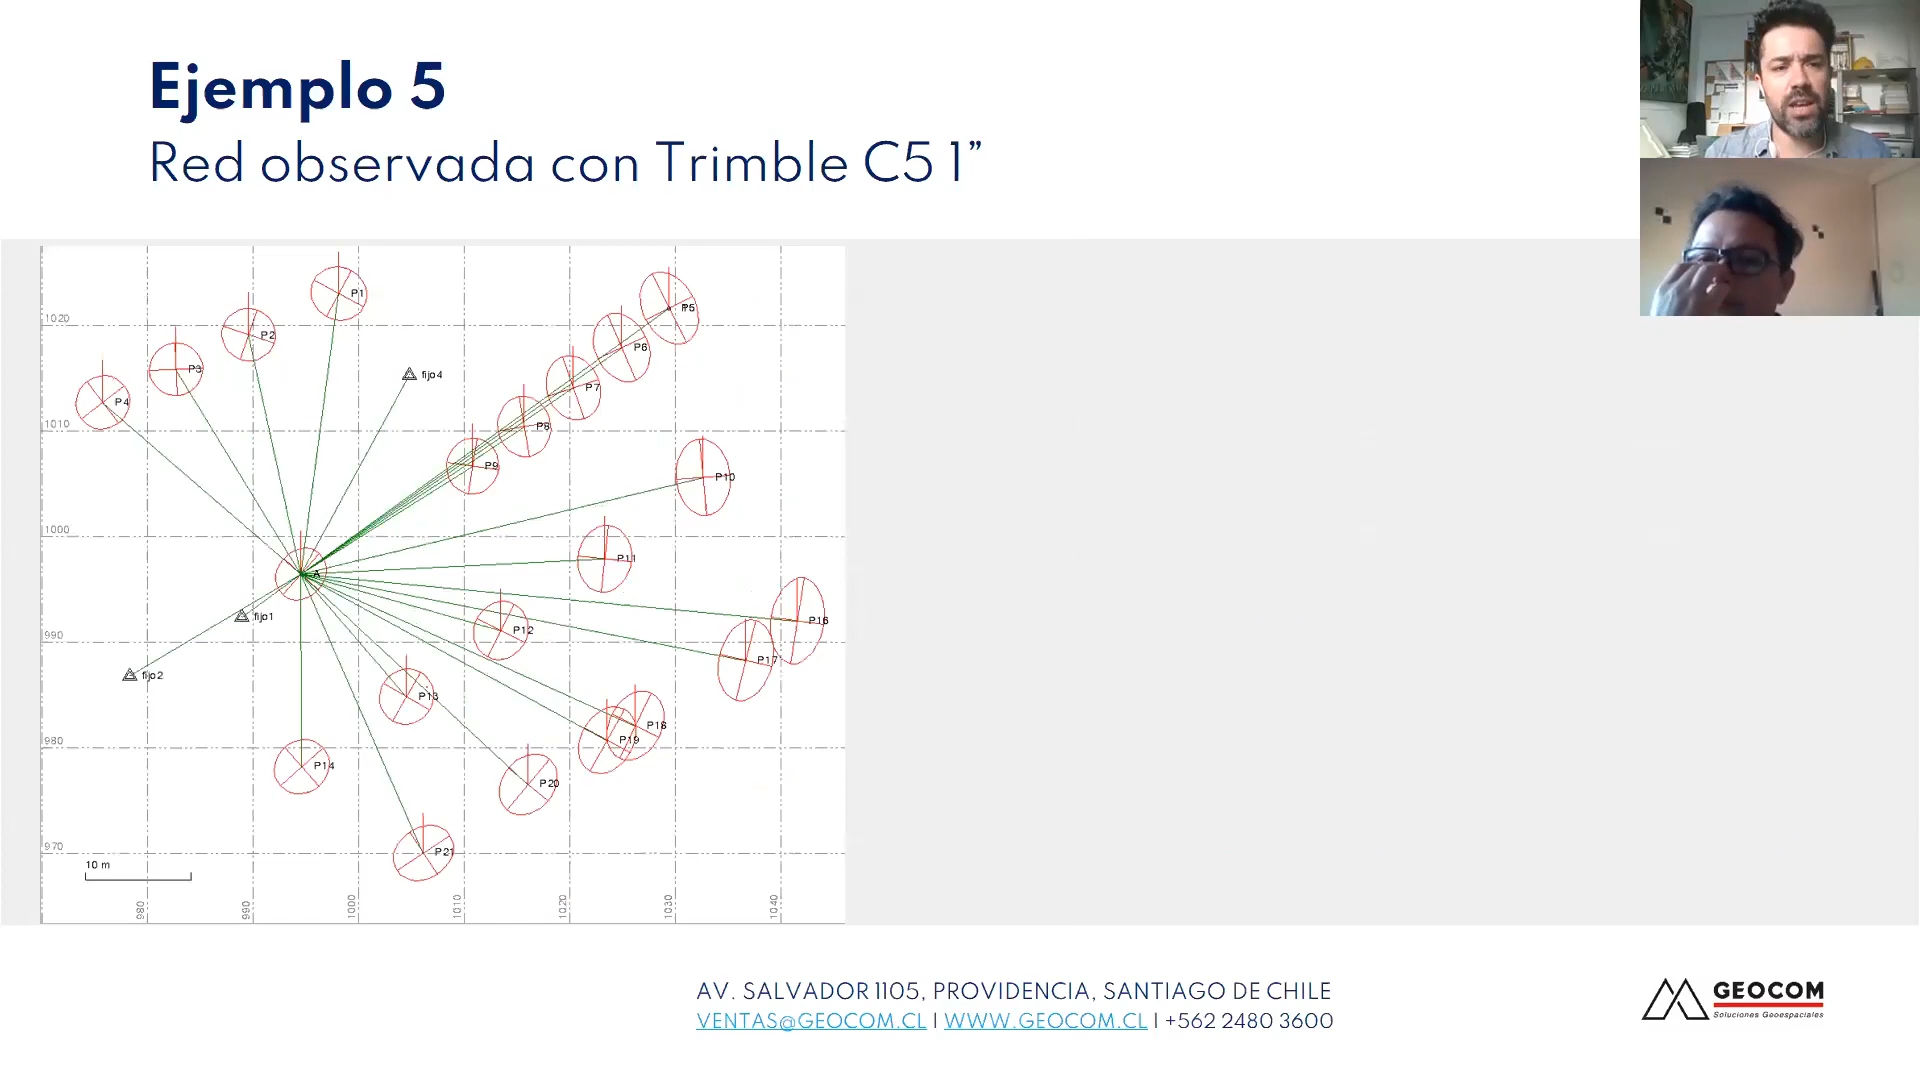 Ejemplo 5
Red observada con Trimble C5 1”
P1
P5
P2
1020
P6
P3
fijo4
P7
P4
1010
P8
P9
P10
1000
P11
A
fijo1
P16
P12
990
P17
fijo2
P13
P18
980
P19
P14
P20
970
P21
10 m
980
990
1000
1010
1020
1030
1040
AV. SALVADOR 1105, PROVIDENCIA, SANTIAGO DE CHILE
VENTAS@GEOCOM.CL | WWW.GEOCOM.CL | +562 2480 3600
GEOCOM
Soluciones Geoespaciales